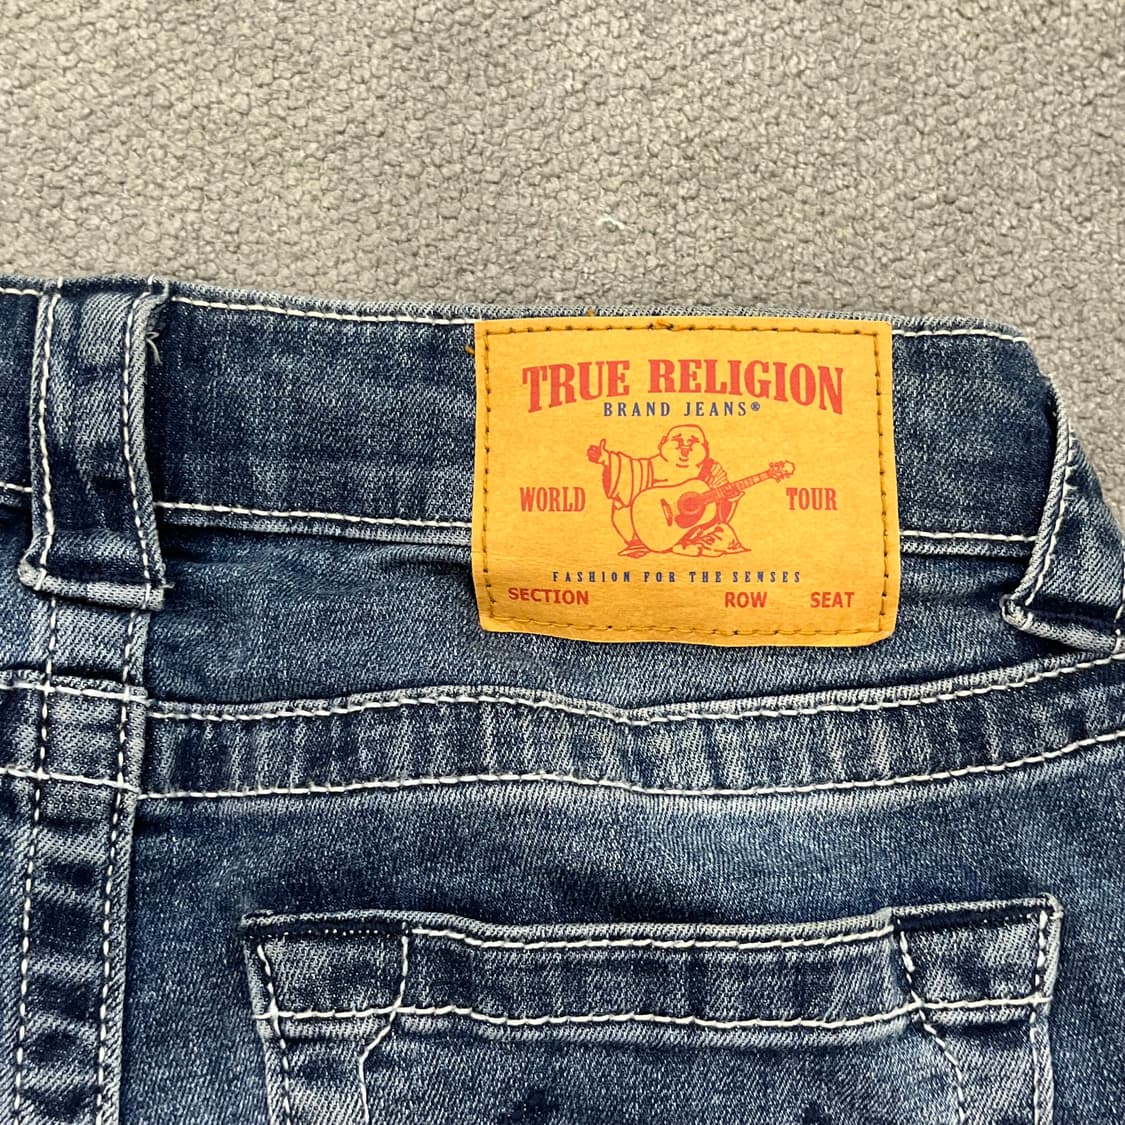 TRUE RELIGION
BRAND JEANS®
WORLD TOUR
FASHION FOR THE SENSES
SECTION ROW SEAT